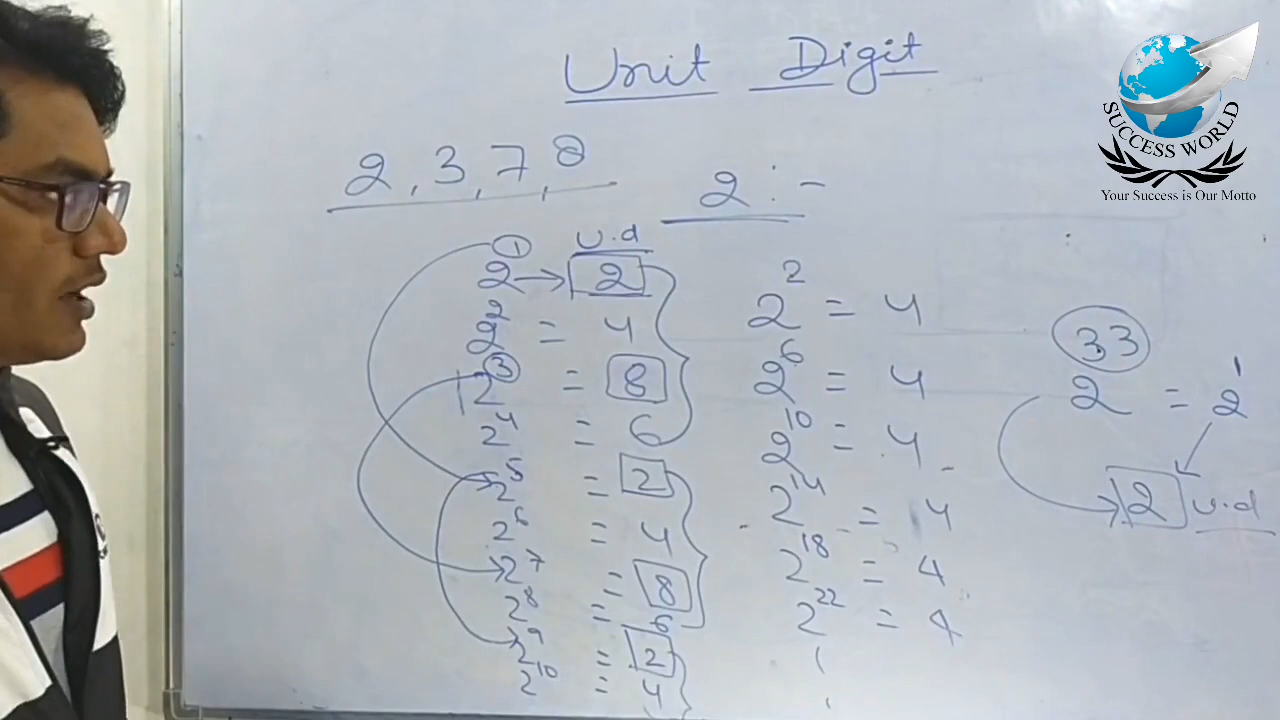 Unit Digit
2, 3, 7, 8
2 :-
u.d
2¹ → 2
2² = 4
2³ = 8
2⁴ = 6
2⁵ = 2
2⁶ = 4
2⁷ = 8
2⁸ = 6
2⁹ = 2
2¹⁰ = 4
2² = 4
2⁶ = 4
2¹⁰ = 4
2¹⁴ = 4
2¹⁸ = 4
2²² = 4
2³³ = 2¹
2 u.d
SUCCESS WORLD
Your Success is Our Motto